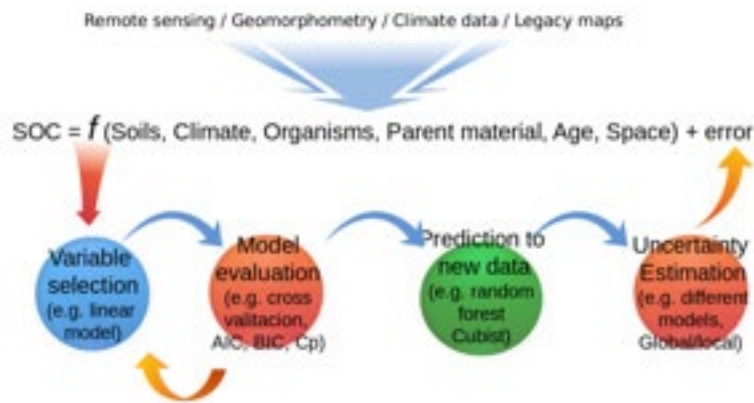 Remote sensing / Geomorphometry / Climate data / Legacy maps
SOC = f (Soils, Climate, Organisms, Parent material, Age, Space) + error
Variable
selection
(e.g. linear
model)
Model
evaluation
(e.g. cross
valitacion,
AIC, BIC, Cp)
Prediction to
new data
(e.g. random
forest
Cubist)
Uncertainty
Estimation
(e.g. different
models,
Global/local)